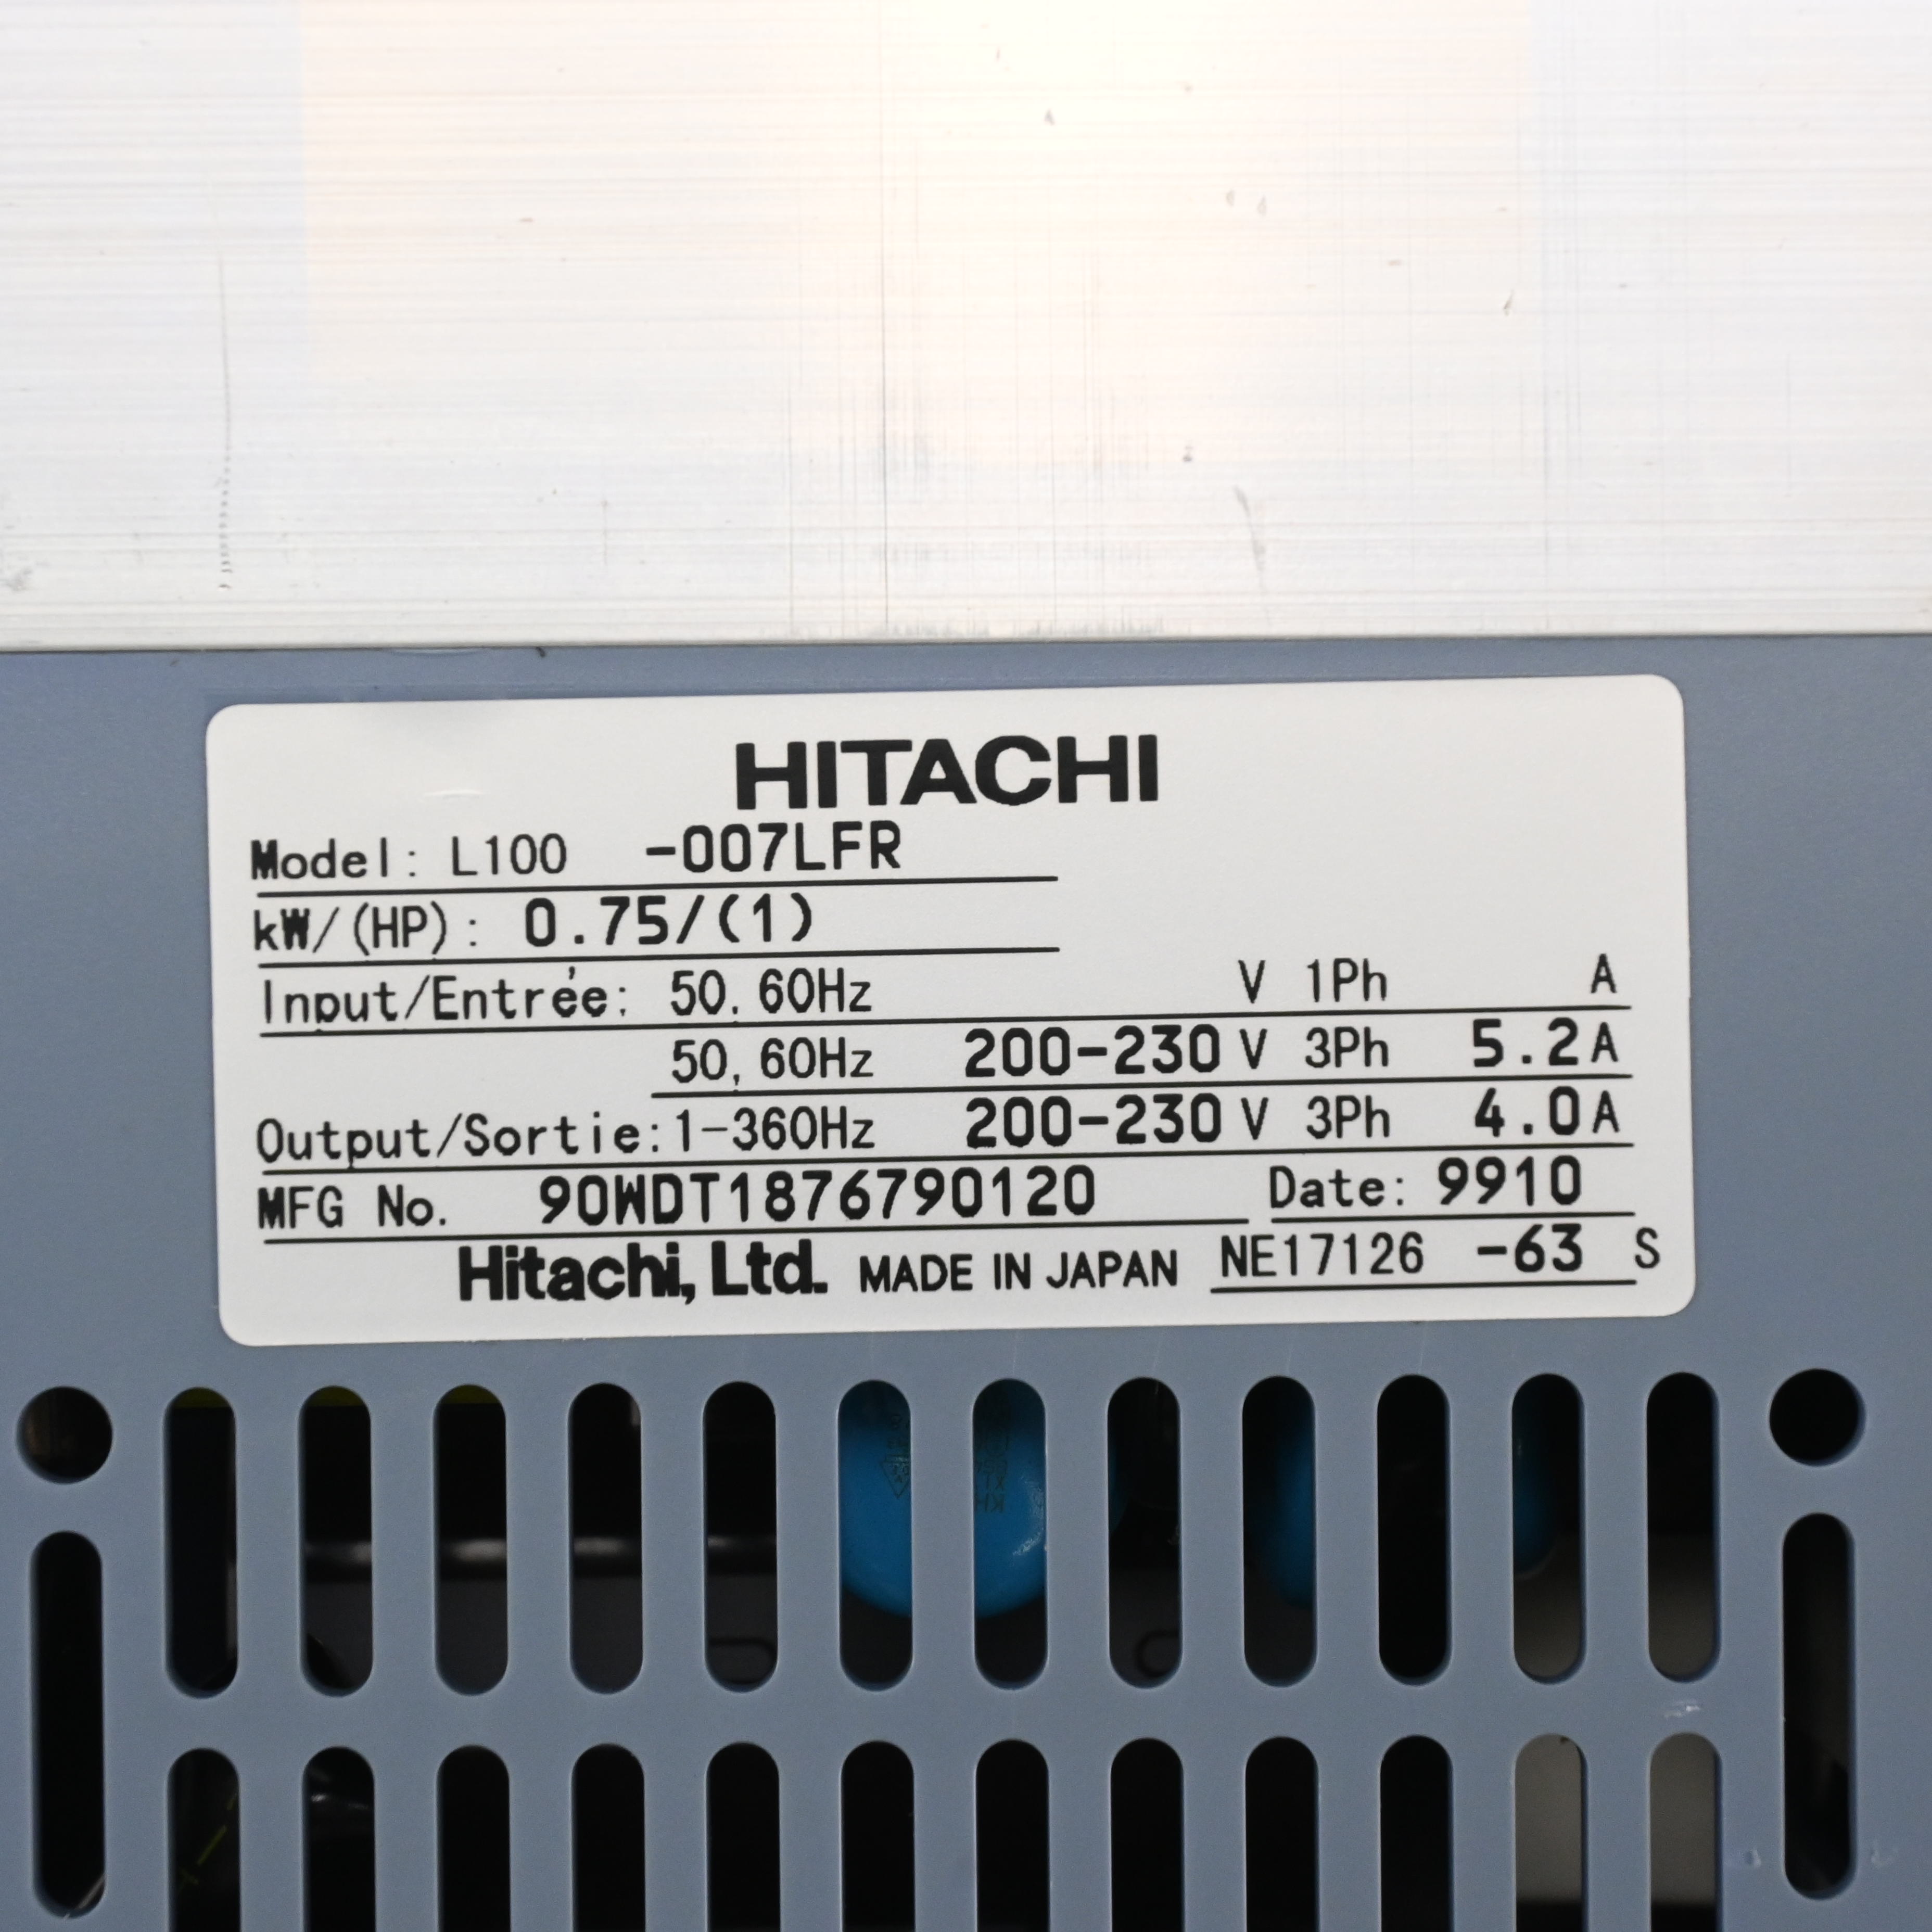 HITACHI
Model: L100 -007LFR
kW/(HP): 0.75/(1)
Input/Entrée: 50, 60Hz V 1Ph A
50, 60Hz 200-230 V 3Ph 5.2 A
Output/Sortie: 1-360Hz 200-230 V 3Ph 4.0 A
MFG No. 90WDT1876790120 Date: 9910
Hitachi, Ltd. MADE IN JAPAN NE17126 -63 S